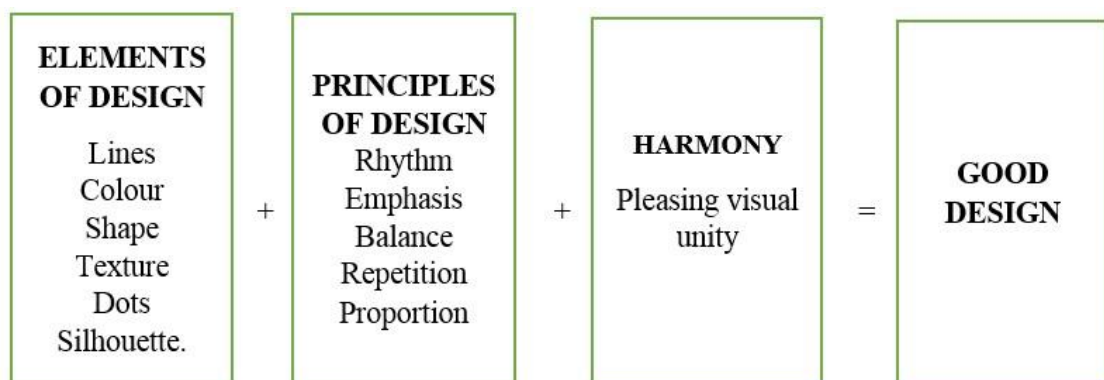 ELEMENTS
OF DESIGN
Lines
Colour
Shape
Texture
Dots
Silhouette.
+
PRINCIPLES
OF DESIGN
Rhythm
Emphasis
Balance
Repetition
Proportion
+
HARMONY
Pleasing visual
unity
=
GOOD
DESIGN